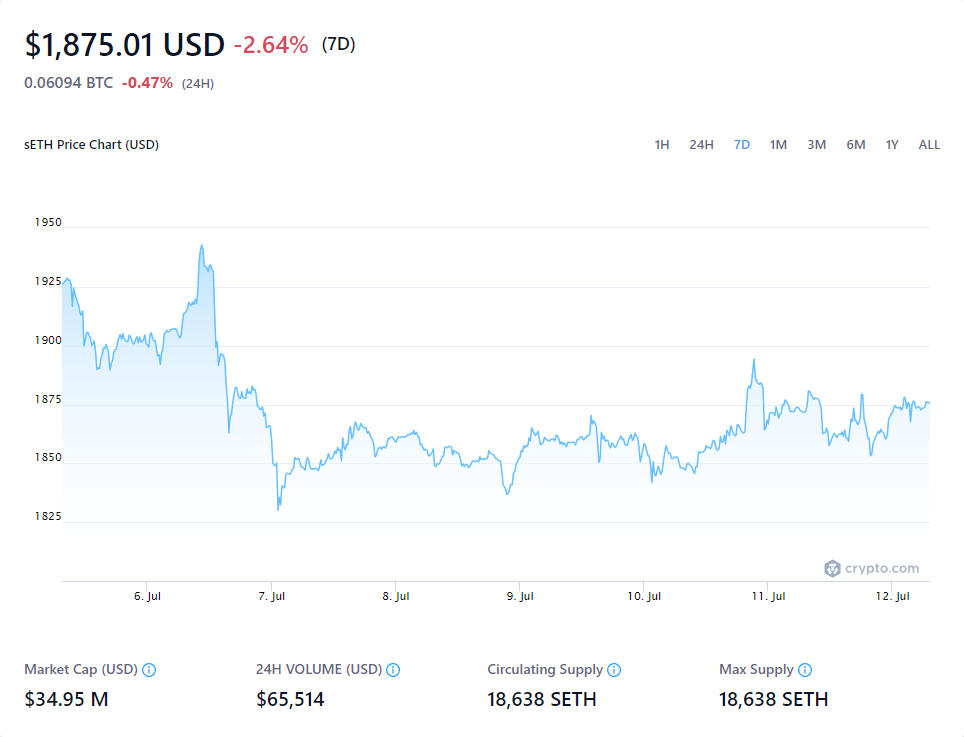 $1,875.01 USD -2.64% (7D)
0.06094 BTC -0.47% (24H)
sETH Price Chart (USD) 1H 24H 7D 1M 3M 6M 1Y ALL
1950
1925
1900
1875
1850
1825
crypto.com
6. Jul 7. Jul 8. Jul 9. Jul 10. Jul 11. Jul 12. Jul
Market Cap (USD) 24H VOLUME (USD) Circulating Supply Max Supply
$34.95 M $65,514 18,638 SETH 18,638 SETH